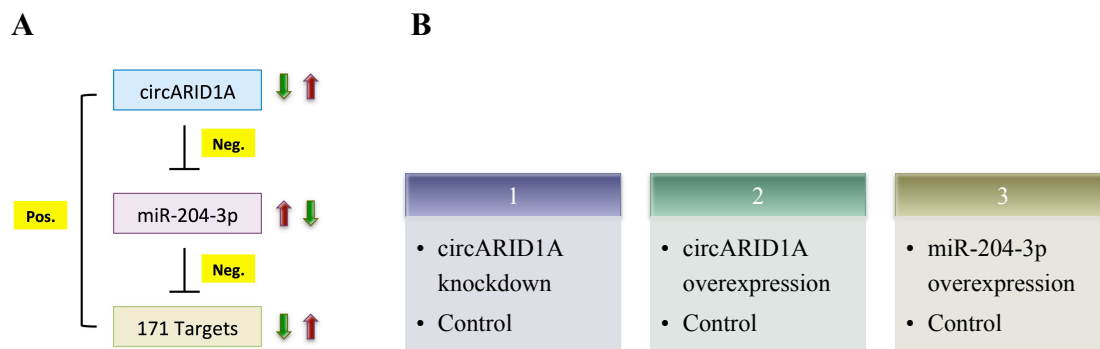 A
circARID1A
Neg.
miR-204-3p
Pos.
Neg.
171 Targets
B
1
• circARID1A
knockdown
• Control
2
• circARID1A
overexpression
• Control
3
• miR-204-3p
overexpression
• Control